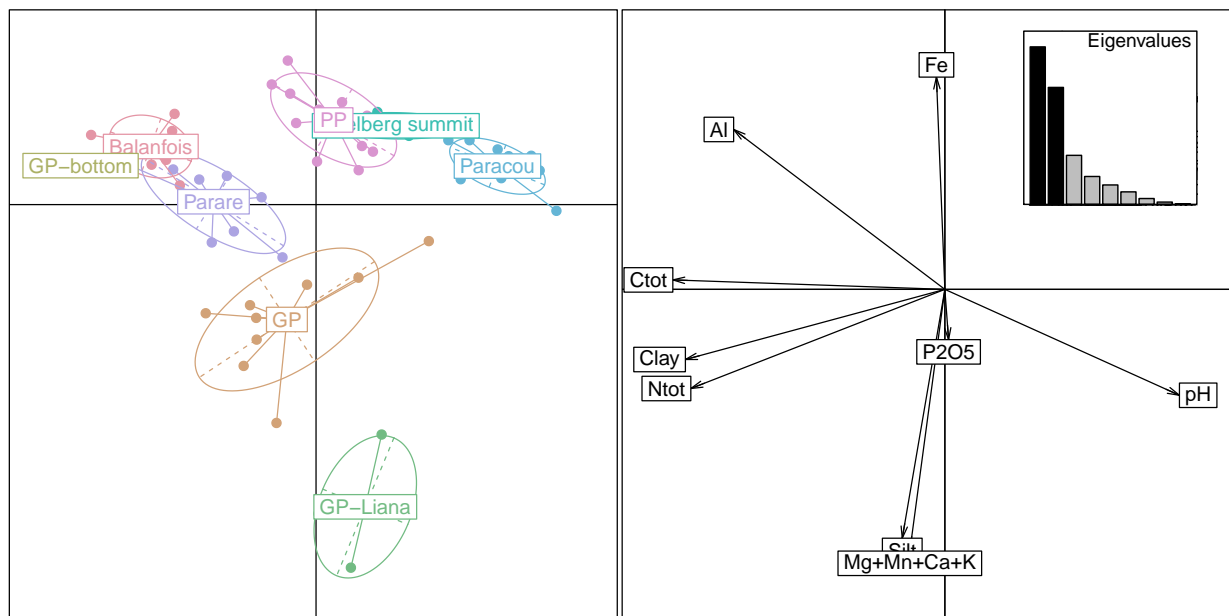 PP
elberg summit
Balanfois
GP−bottom
Paracou
Parare
GP
GP−Liana
Eigenvalues
Fe
Al
Ctot
P2O5
Clay
Ntot
pH
Silt
Mg+Mn+Ca+K